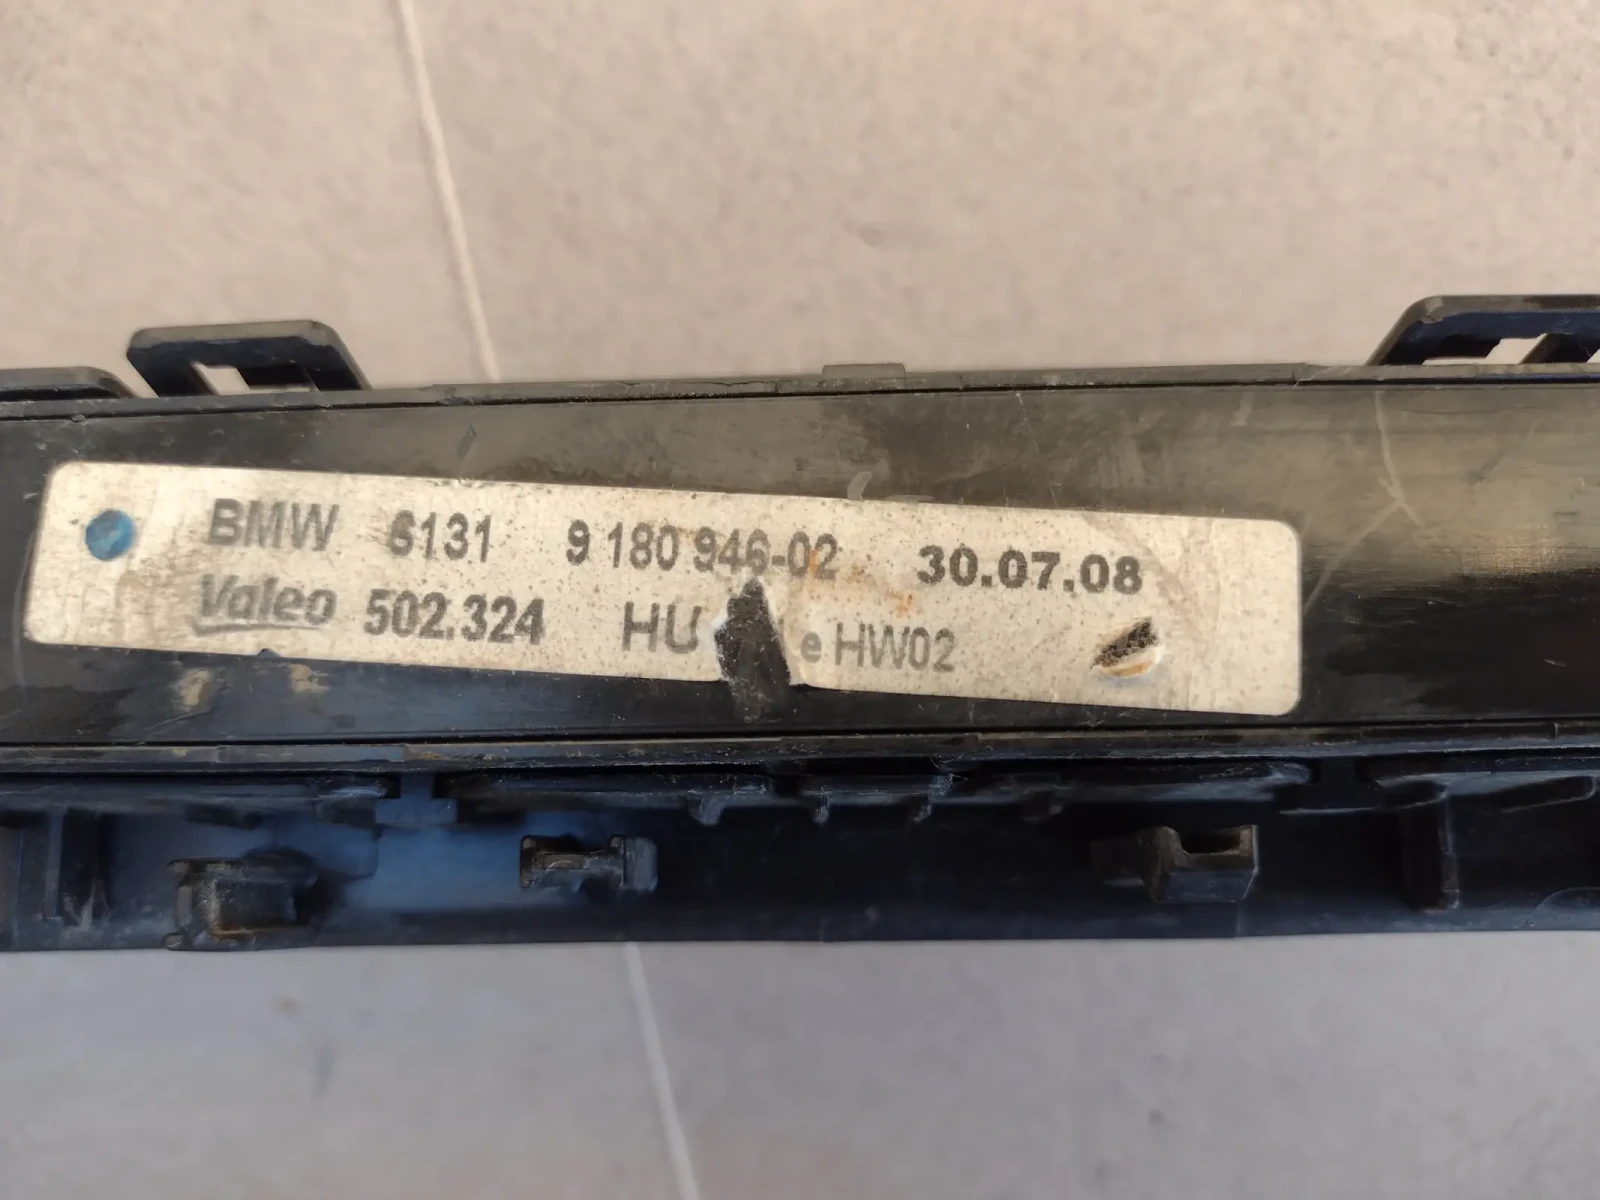 BMW 6131 9 180 946-02 30.07.08
Valeo 502.324 HU HW02